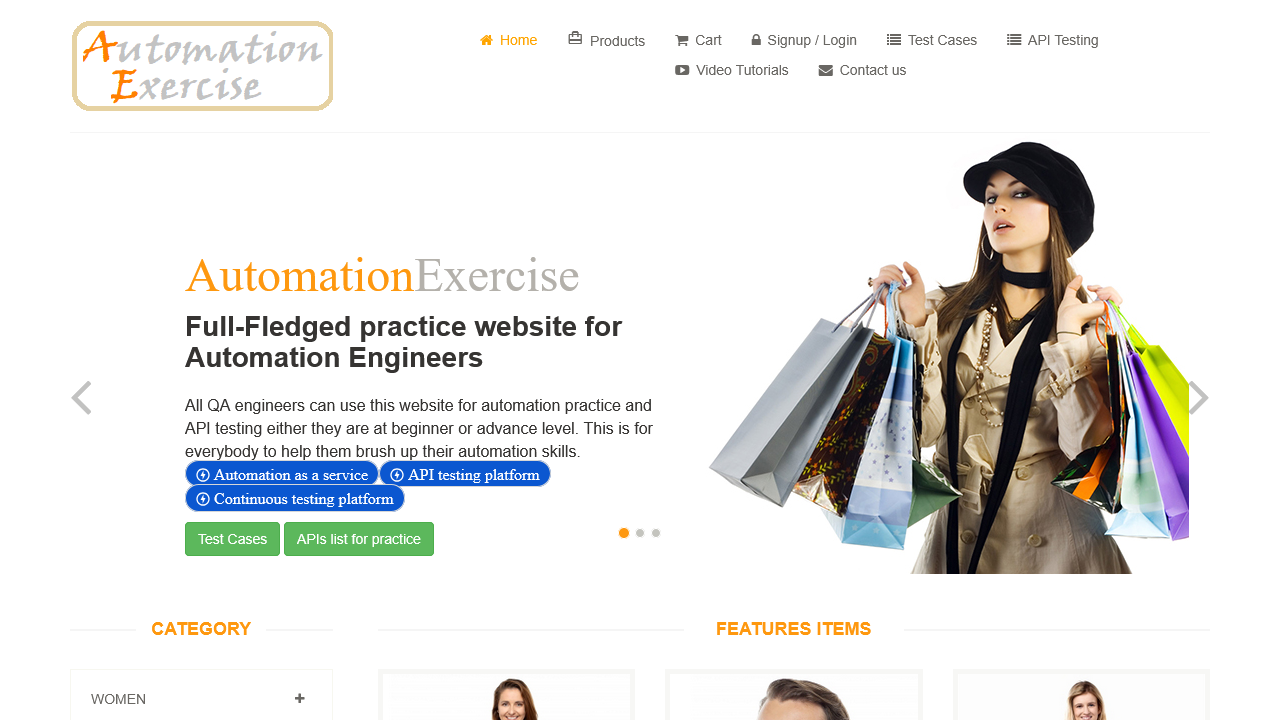 Automation
Exercise
Home
Products
Cart
Signup / Login
Test Cases
API Testing
Video Tutorials
Contact us
AutomationExercise
Full-Fledged practice website for
Automation Engineers
All QA engineers can use this website for automation practice and
API testing either they are at beginner or advance level. This is for
everybody to help them brush up their automation skills.
Automation as a service
API testing platform
Continuous testing platform
Test Cases
APIs list for practice
CATEGORY
FEATURES ITEMS
WOMEN